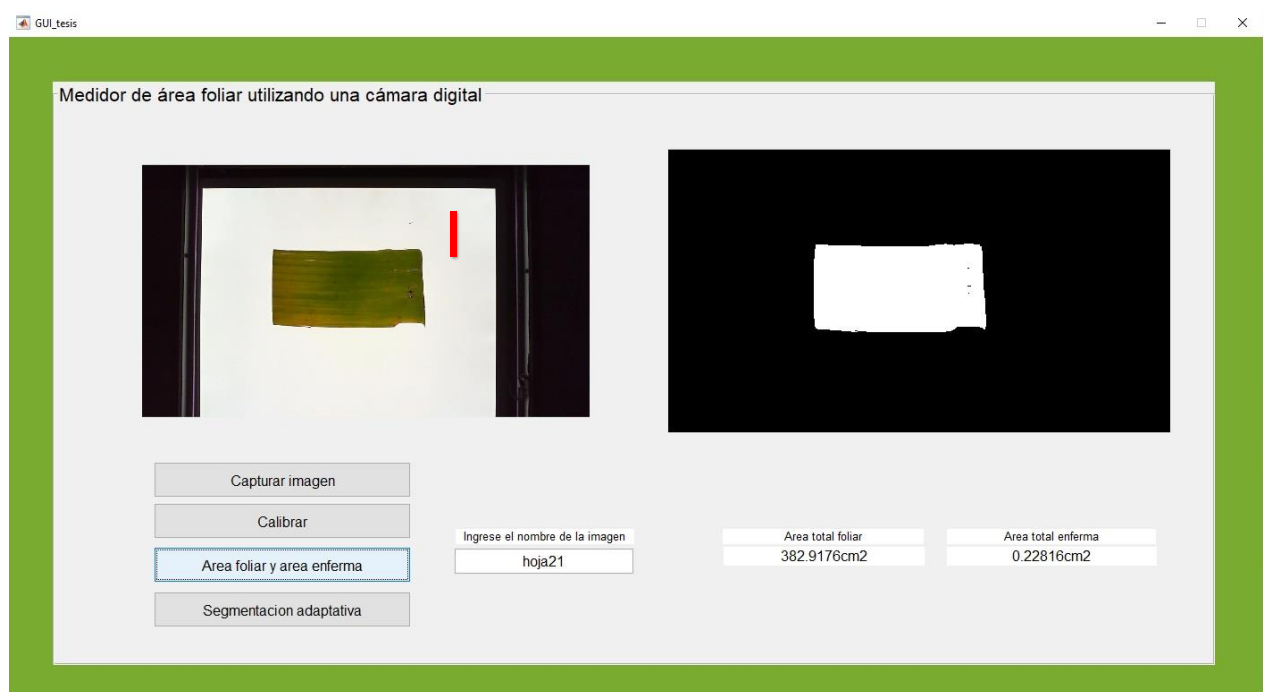 GUI_tesis
Medidor de área foliar utilizando una cámara digital
Capturar imagen
Calibrar
Area foliar y area enferma
Segmentacion adaptativa
Ingrese el nombre de la imagen
hoja21
Area total foliar
382.9176cm2
Area total enferma
0.22816cm2